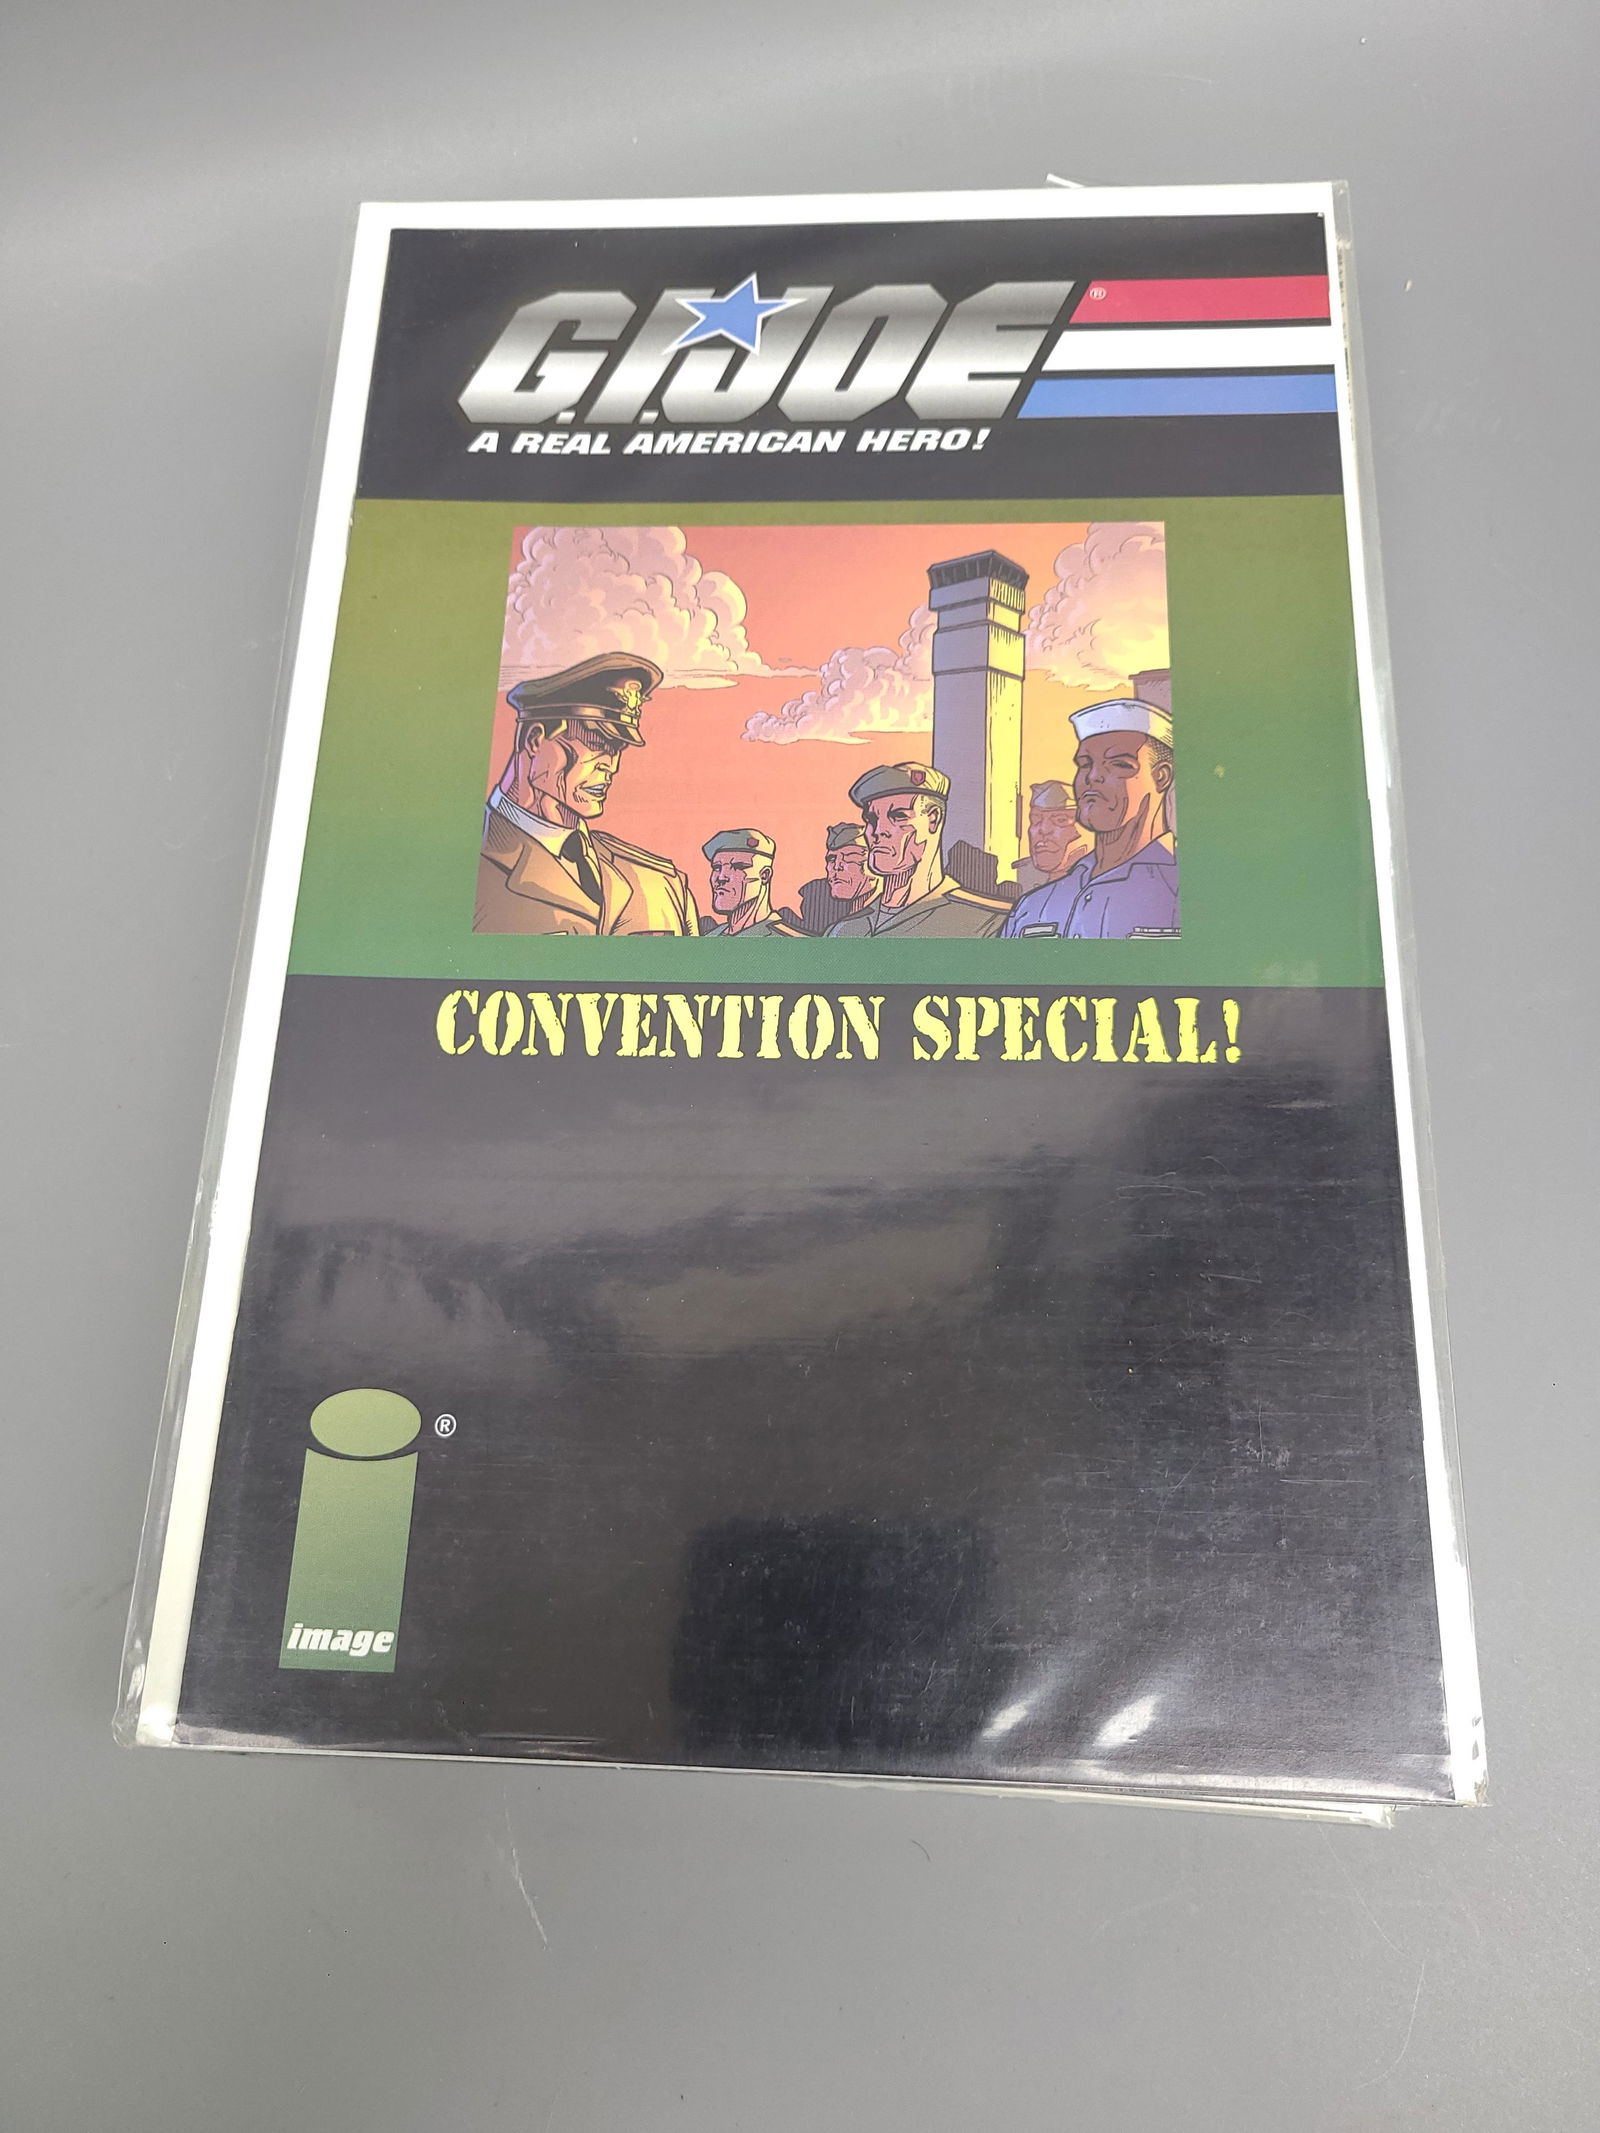 G.I. JOE ®
A REAL AMERICAN HERO!
CONVENTION SPECIAL!
®
image